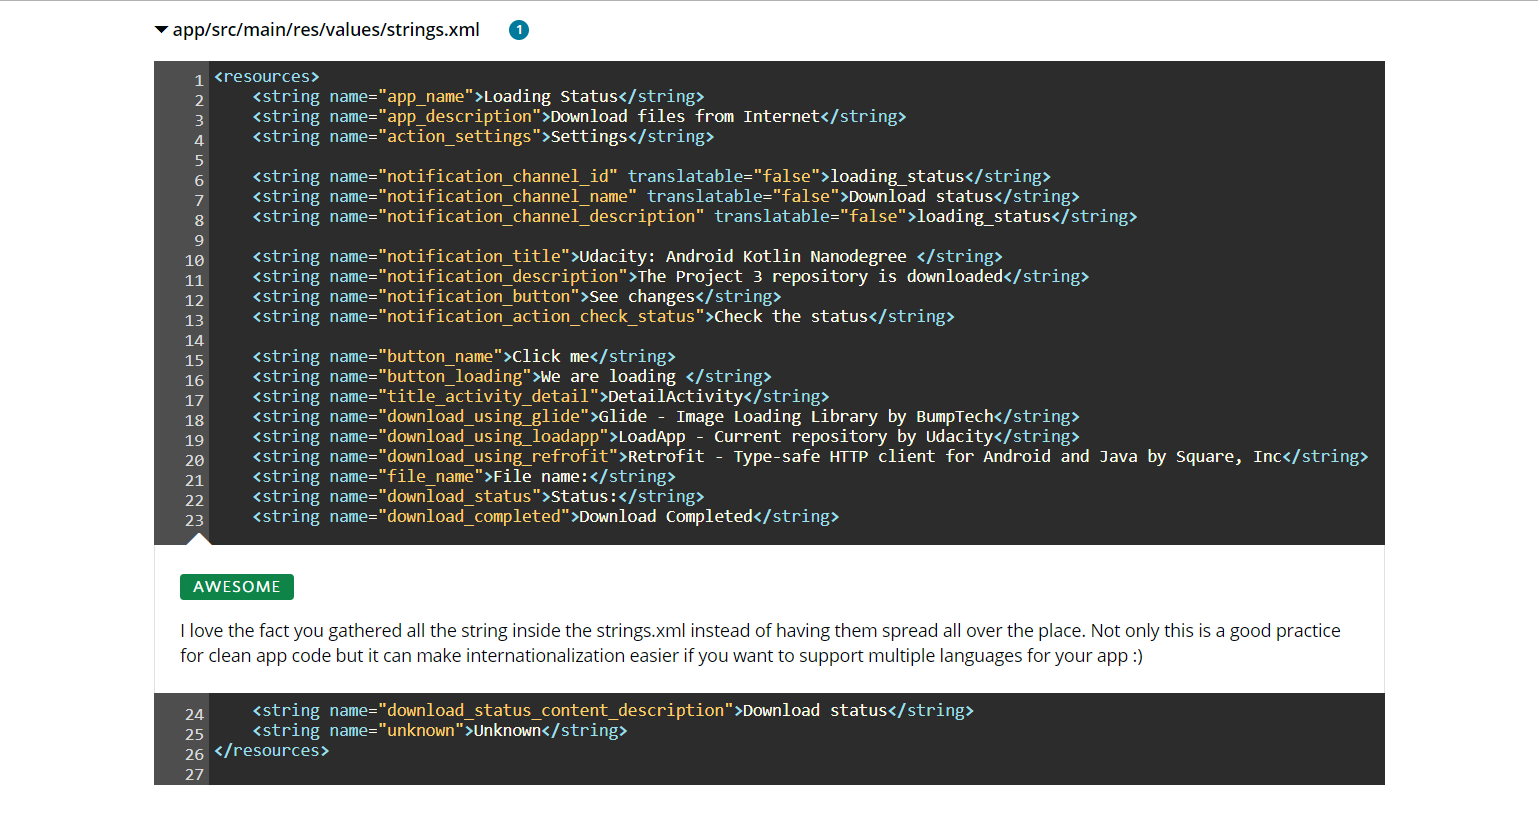 app/src/main/res/values/strings.xml 1
1 <resources>
2     <string name="app_name">Loading Status</string>
3     <string name="app_description">Download files from Internet</string>
4     <string name="action_settings">Settings</string>
5
6     <string name="notification_channel_id" translatable="false">loading_status</string>
7     <string name="notification_channel_name" translatable="false">Download status</string>
8     <string name="notification_channel_description" translatable="false">loading_status</string>
9
10     <string name="notification_title">Udacity: Android Kotlin Nanodegree </string>
11     <string name="notification_description">The Project 3 repository is downloaded</string>
12     <string name="notification_button">See changes</string>
13     <string name="notification_action_check_status">Check the status</string>
14
15     <string name="button_name">Click me</string>
16     <string name="button_loading">We are loading </string>
17     <string name="title_activity_detail">DetailActivity</string>
18     <string name="download_using_glide">Glide - Image Loading Library by BumpTech</string>
19     <string name="download_using_loadapp">LoadApp - Current repository by Udacity</string>
20     <string name="download_using_refrofit">Retrofit - Type-safe HTTP client for Android and Java by Square, Inc</string>
21     <string name="file_name">File name:</string>
22     <string name="download_status">Status:</string>
23     <string name="download_completed">Download Completed</string>
AWESOME
I love the fact you gathered all the string inside the strings.xml instead of having them spread all over the place. Not only this is a good practice
for clean app code but it can make internationalization easier if you want to support multiple languages for your app :)
24     <string name="download_status_content_description">Download status</string>
25     <string name="unknown">Unknown</string>
26 </resources>
27